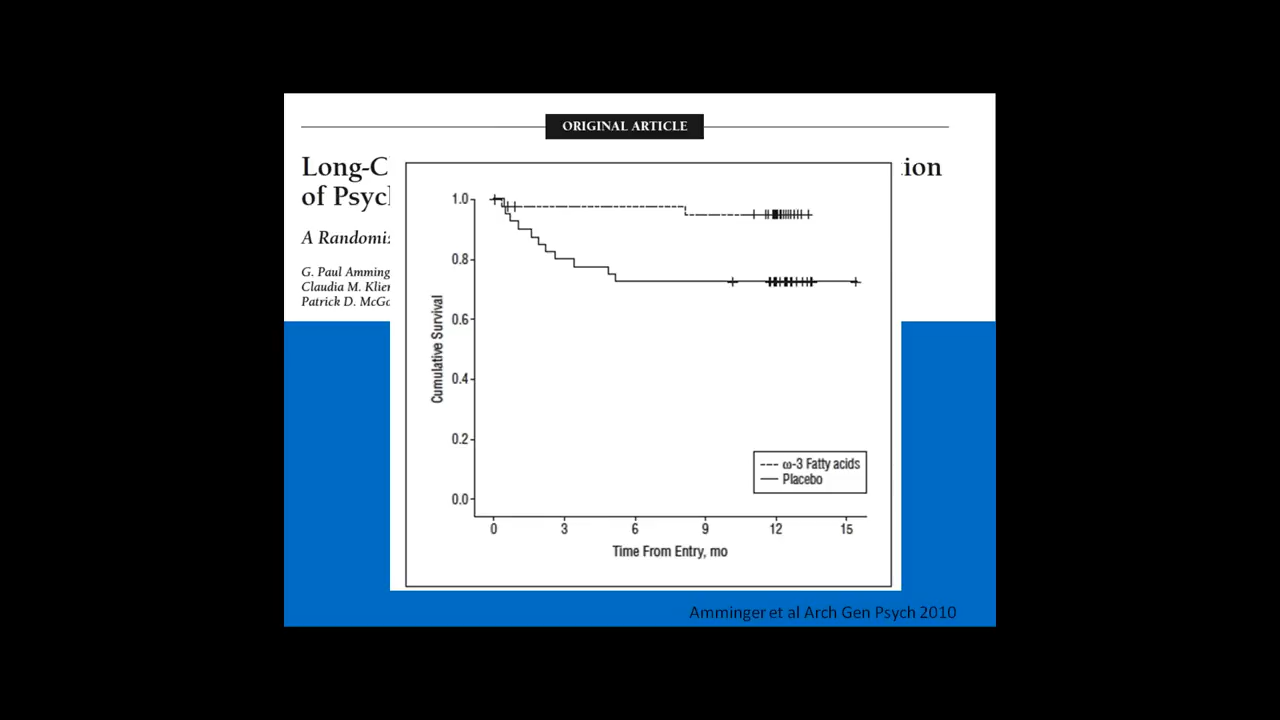 ORIGINAL ARTICLE
Long-C
ion
of Psych
A Randomi
G. Paul Amming
Claudia M. Klier
Patrick D. McGo
1.0
0.8
0.6
0.4
0.2
0.0
Cumulative Survival
ω-3 Fatty acids
Placebo
0 3 6 9 12 15
Time From Entry, mo
Amminger et al Arch Gen Psych 2010